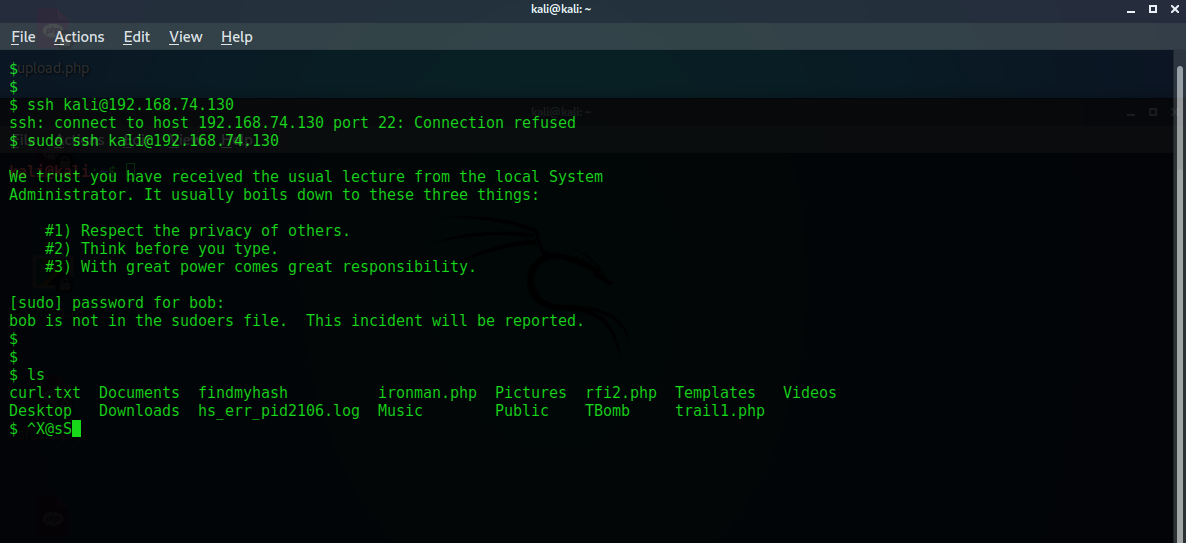 kali@kali: ~
File Actions Edit View Help
$
upload.php
$
$ ssh kali@192.168.74.130
kali@kali: ~
ssh: connect to host 192.168.74.130 port 22: Connection refused
$ sudo ssh kali@192.168.74.130
We trust you have received the usual lecture from the local System
Administrator. It usually boils down to these three things:
#1) Respect the privacy of others.
#2) Think before you type.
#3) With great power comes great responsibility.
[sudo] password for bob:
bob is not in the sudoers file.  This incident will be reported.
$
$
$ ls
curl.txt  Documents  findmyhash          ironman.php  Pictures  rfi2.php  Templates   Videos
Desktop   Downloads  hs_err_pid2106.log  Music        Public    TBomb     trail1.php
$ ^X@sS